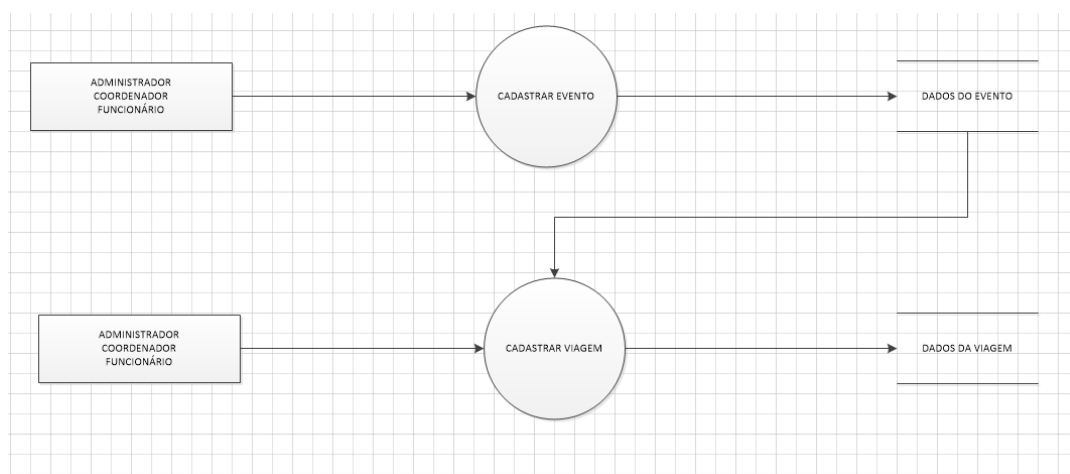 ADMINISTRADOR
COORDENADOR
FUNCIONÁRIO
CADASTRAR EVENTO
DADOS DO EVENTO
ADMINISTRADOR
COORDENADOR
FUNCIONÁRIO
CADASTRAR VIAGEM
DADOS DA VIAGEM